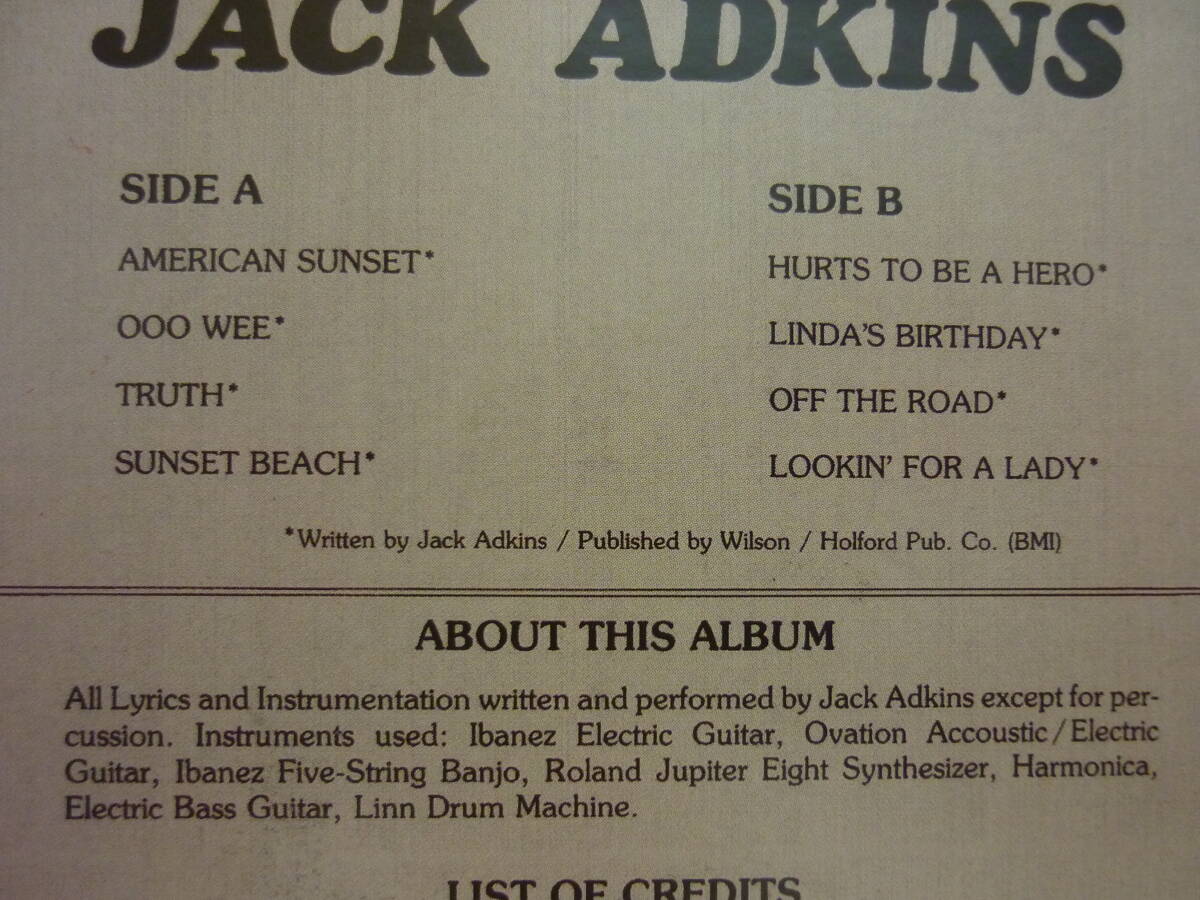 JACK ADKINS
SIDE A
AMERICAN SUNSET*
OOO WEE*
TRUTH*
SUNSET BEACH*
SIDE B
HURTS TO BE A HERO*
LINDA'S BIRTHDAY*
OFF THE ROAD*
LOOKIN' FOR A LADY*
*Written by Jack Adkins / Published by Wilson / Holford Pub. Co. (BMI)
ABOUT THIS ALBUM
All Lyrics and Instrumentation written and performed by Jack Adkins except for per-
cussion. Instruments used: Ibanez Electric Guitar, Ovation Accoustic/Electric
Guitar, Ibanez Five-String Banjo, Roland Jupiter Eight Synthesizer, Harmonica,
Electric Bass Guitar, Linn Drum Machine.
LIST OF CREDITS